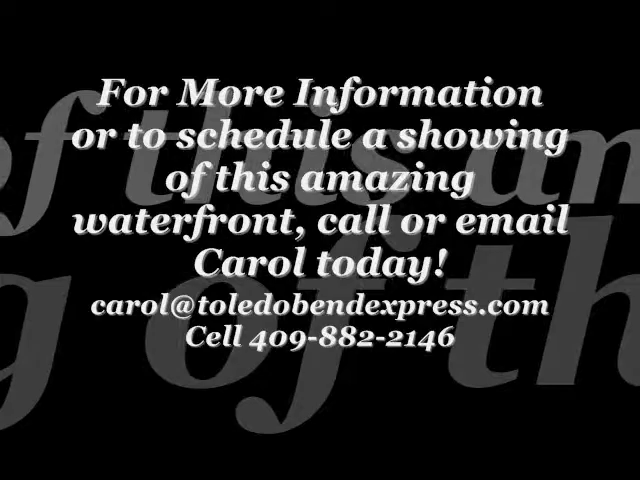 For More Information
or to schedule a showing
of this amazing
waterfront, call or email
Carol today!
carol@toledobendexpress.com
Cell 409-882-2146